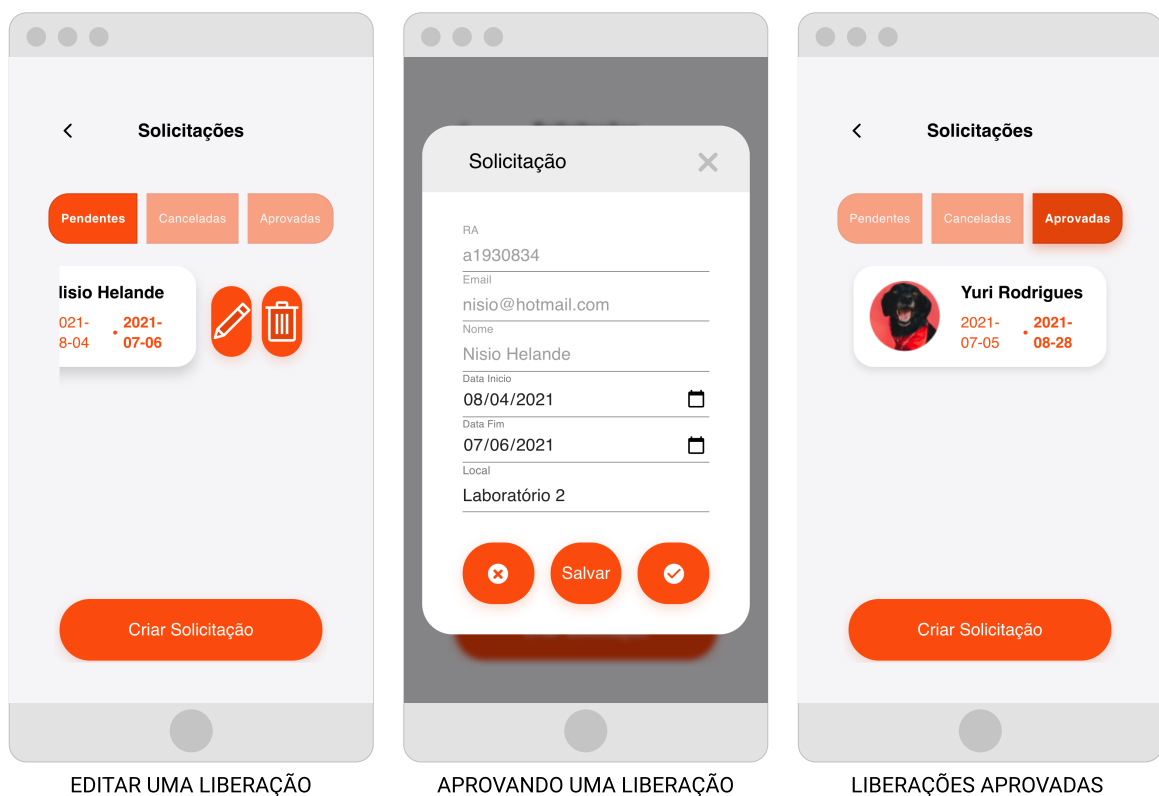 Solicitações
Pendentes
Canceladas
Aprovadas
lisio Helande
021-
8-04
• 2021-
07-06
Criar Solicitação
EDITAR UMA LIBERAÇÃO
Solicitação
RA
a1930834
Email
nisio@hotmail.com
Nome
Nisio Helande
Data Inicio
08/04/2021
Data Fim
07/06/2021
Local
Laboratório 2
Salvar
APROVANDO UMA LIBERAÇÃO
Solicitações
Pendentes
Canceladas
Aprovadas
Yuri Rodrigues
2021-
07-05
• 2021-
08-28
Criar Solicitação
LIBERAÇÕES APROVADAS